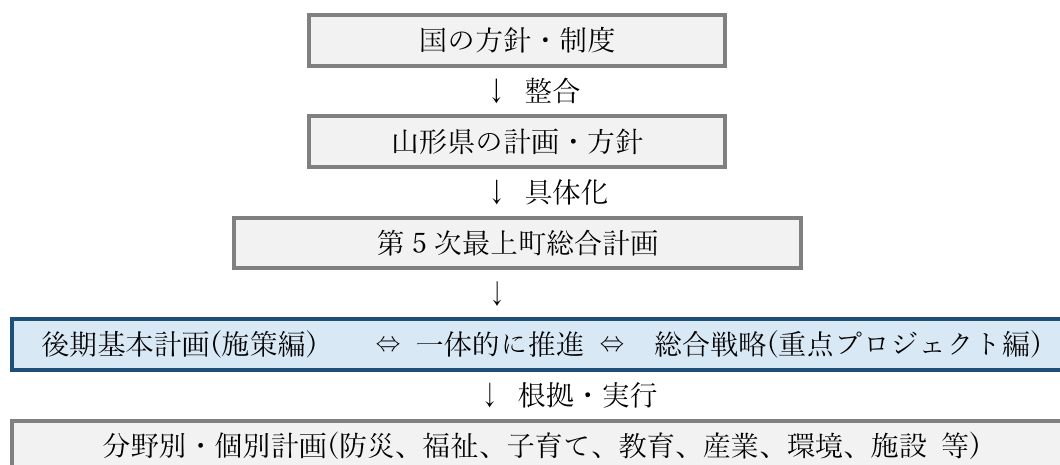 国の方針・制度
↓ 整合
山形県の計画・方針
↓ 具体化
第５次最上町総合計画
↓
後期基本計画(施策編) ⇔ 一体的に推進 ⇔ 総合戦略(重点プロジェクト編)
↓ 根拠・実行
分野別・個別計画(防災、福祉、子育て、教育、産業、環境、施設 等)